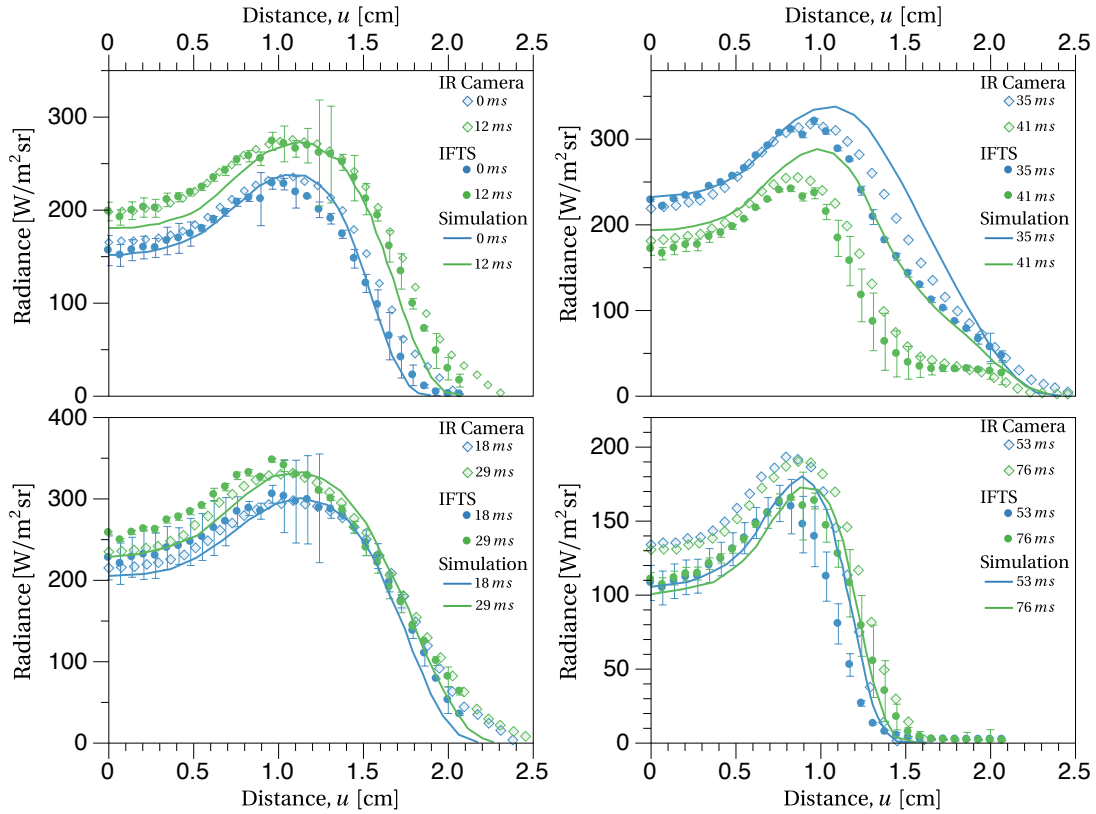 Distance, u [cm]
0 0.5 1.0 1.5 2.0 2.5
Radiance [W/m²sr]
300
200
100
0
IR Camera
0 ms
12 ms
IFTS
0 ms
12 ms
Simulation
0 ms
12 ms
Distance, u [cm]
0 0.5 1.0 1.5 2.0 2.5
Radiance [W/m²sr]
300
200
100
0
IR Camera
35 ms
41 ms
IFTS
35 ms
41 ms
Simulation
35 ms
41 ms
Radiance [W/m²sr]
400
300
200
100
0
IR Camera
18 ms
29 ms
IFTS
18 ms
29 ms
Simulation
18 ms
29 ms
0 0.5 1.0 1.5 2.0 2.5
Distance, u [cm]
Radiance [W/m²sr]
200
150
100
50
0
IR Camera
53 ms
76 ms
IFTS
53 ms
76 ms
Simulation
53 ms
76 ms
0 0.5 1.0 1.5 2.0 2.5
Distance, u [cm]